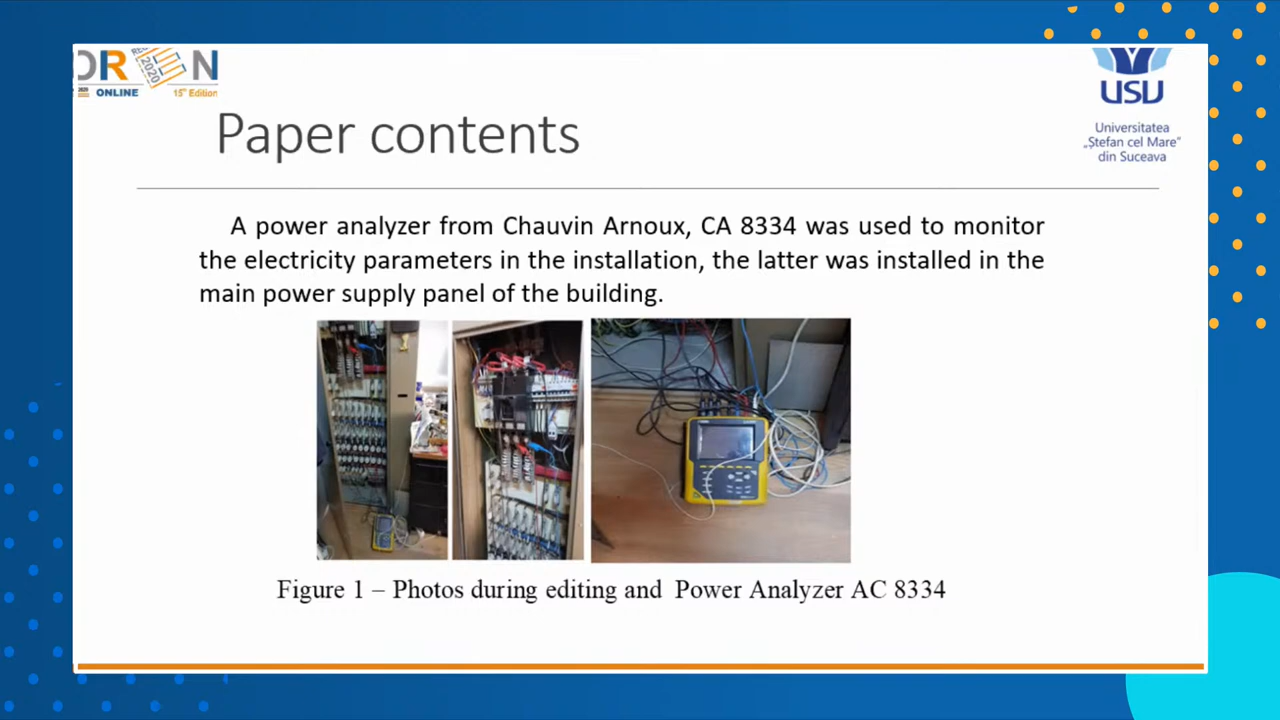 OR N
2020
ONLINE 15th Edition
USV
Universitatea
„Ștefan cel Mare”
din Suceava
Paper contents
A power analyzer from Chauvin Arnoux, CA 8334 was used to monitor
the electricity parameters in the installation, the latter was installed in the
main power supply panel of the building.
Figure 1 – Photos during editing and Power Analyzer AC 8334